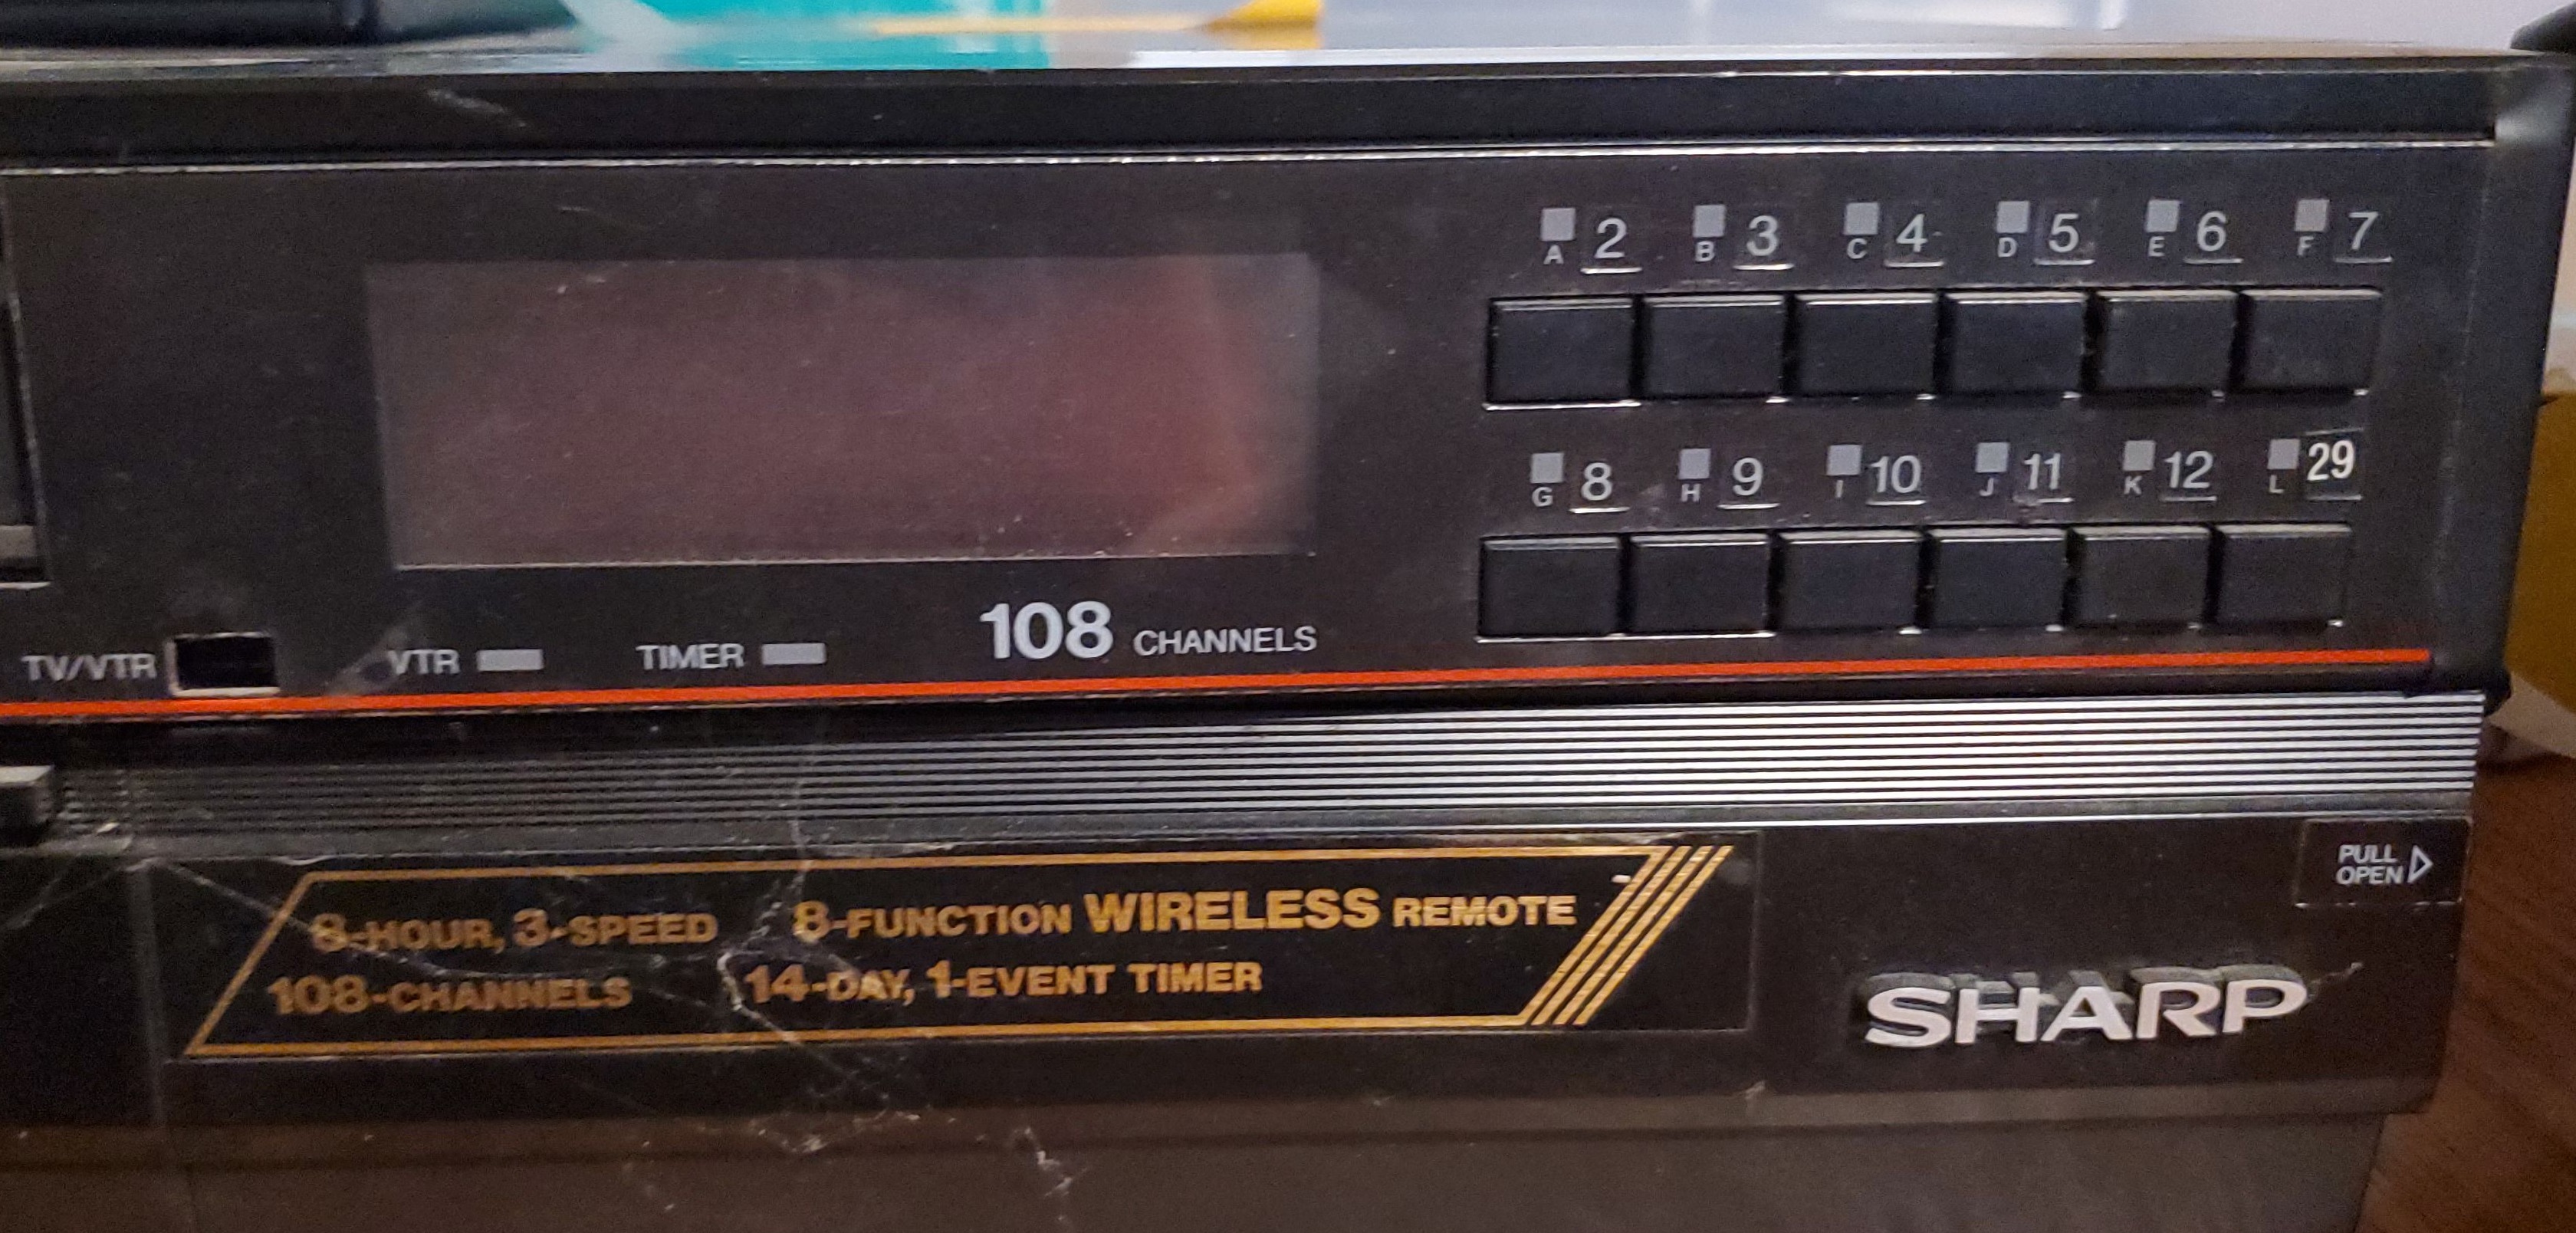 A 2 B 3 C 4 D 5 E 6 F 7
G 8 H 9 I 10 J 11 K 12 L 29
TV/VTR VTR TIMER 108 CHANNELS
8-HOUR, 3-SPEED 8-FUNCTION WIRELESS REMOTE
108-CHANNELS 14-DAY, 1-EVENT TIMER
PULL
OPEN
SHARP